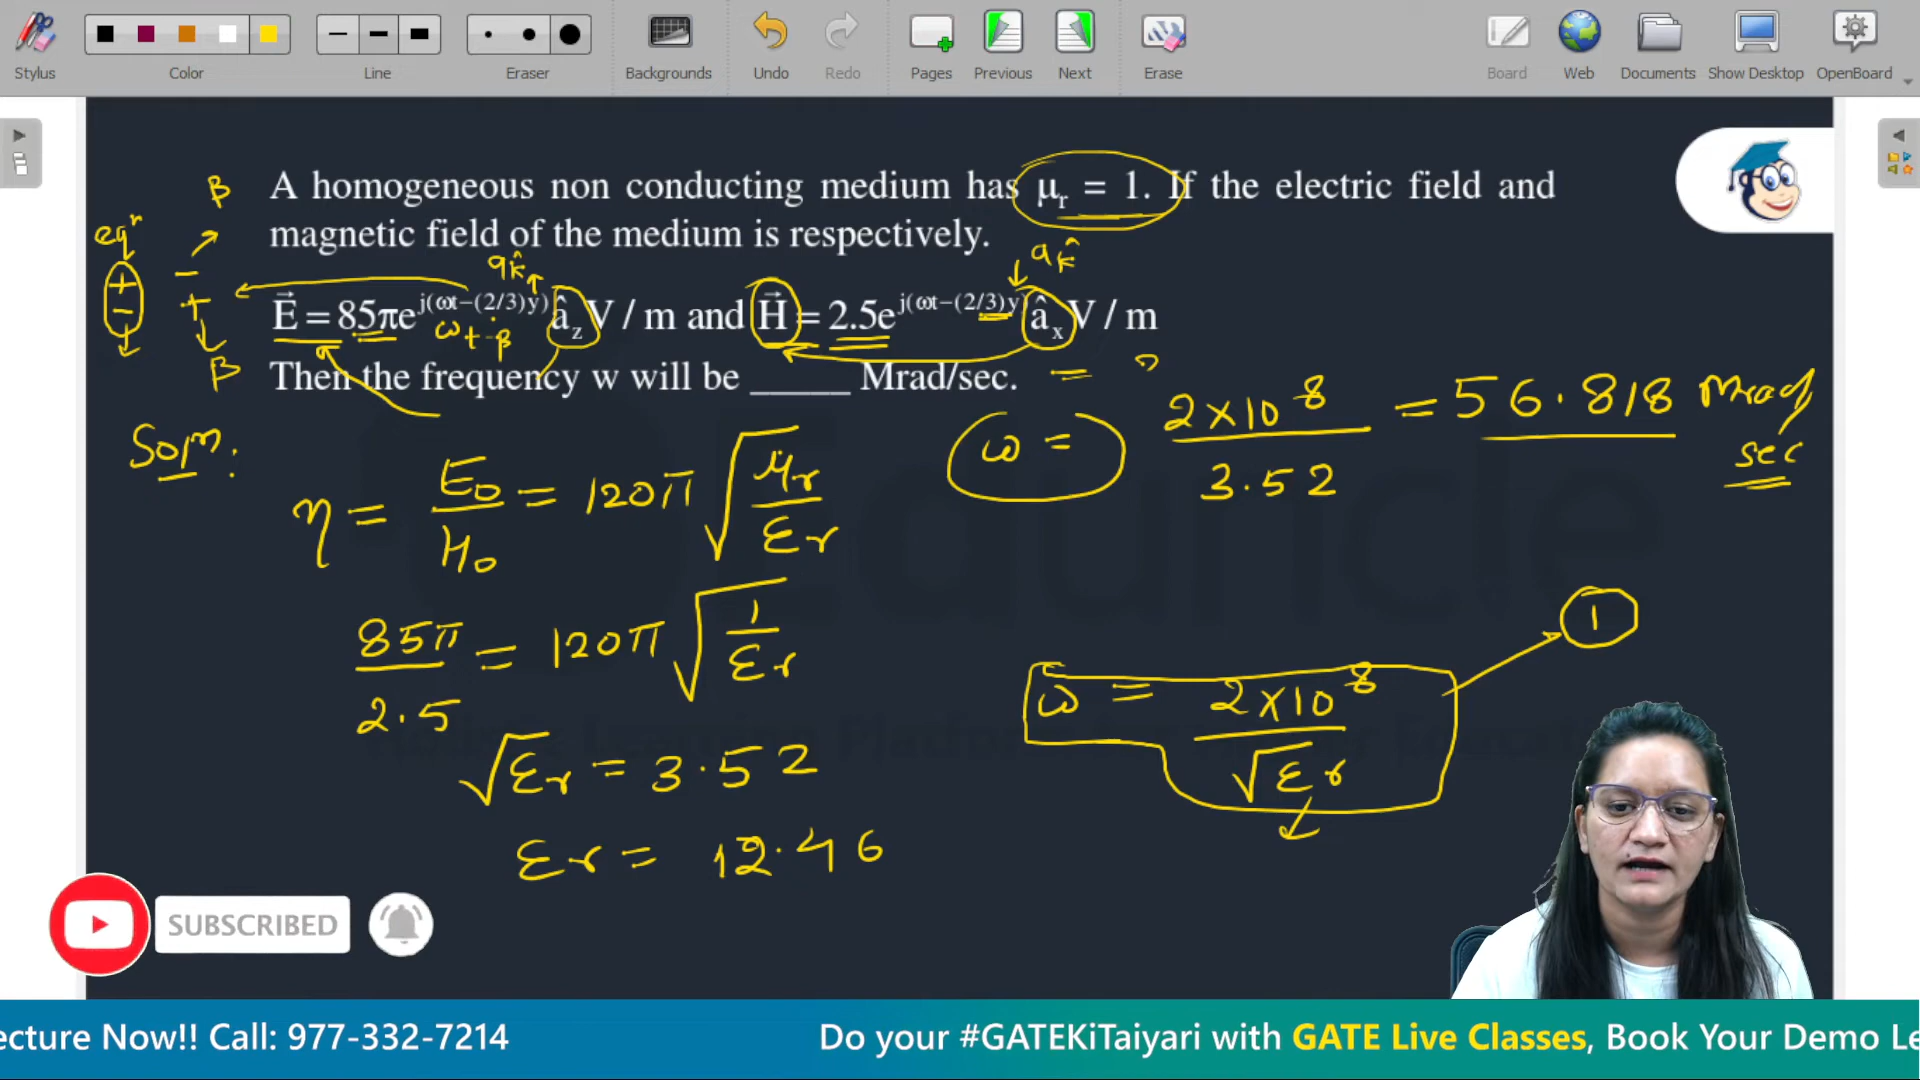 Stylus Color Line Eraser Backgrounds Undo Redo Pages Previous Next Erase Board Web Documents Show Desktop OpenBoard
A homogeneous non conducting medium has μr = 1. If the electric field and
magnetic field of the medium is respectively.
E⃗ = 85πe^j(ωt−(2/3)y) âz V / m and H⃗ = 2.5e^j(ωt−(2/3)y) âx V / m
Then the frequency w will be _____ Mrad/sec. = ?
eqn
+
−
− β
+ β
ak̂
ωt - β
ak̂
Soln:
η = E0/H0 = 120π √(μr/εr)
85π/2.5 = 120π √(1/εr)
√εr = 3.52
εr = 12.46
ω = 2×10^8/3.52 = 56.818 Mrad/sec
ω = 2×10^8/√εr
1
SUBSCRIBED
ecture Now!! Call: 977-332-7214
Do your #GATEKiTaiyari with GATE Live Classes, Book Your Demo Le